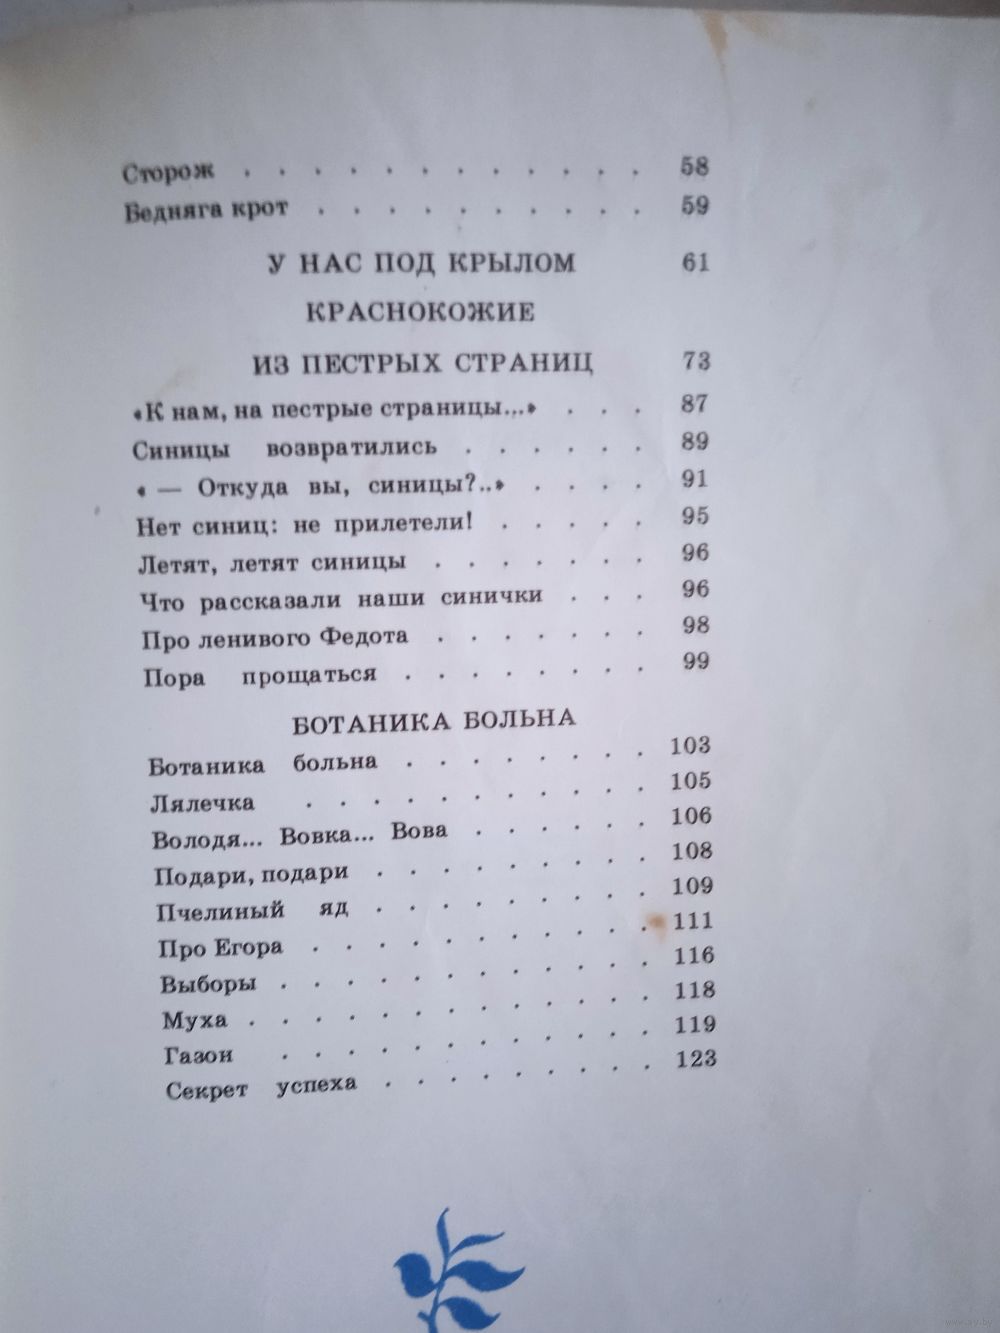 Сторож . . . . . . . . . . . . 58
Бедняга крот . . . . . . . . . . 59
У НАС ПОД КРЫЛОМ 61
КРАСНОКОЖИЕ
ИЗ ПЕСТРЫХ СТРАНИЦ 73
«К нам, на пестрые страницы...» . . . 87
Синицы возвратились . . . . . . 89
« — Откуда вы, синицы?..» . . . . 91
Нет синиц: не прилетели! . . . . . 95
Летят, летят синицы . . . . . . . 96
Что рассказали наши синички . . . 96
Про ленивого Федота . . . . . . . 98
Пора прощаться . . . . . . . . 99
БОТАНИКА БОЛЬНА
Ботаника больна . . . . . . . . 103
Лялечка . . . . . . . . . . . 105
Володя... Вовка... Вова . . . . . . 106
Подари, подари . . . . . . . . . 108
Пчелиный яд . . . . . . . . . 109
Про Егора . . . . . . . . . . . 111
Выборы . . . . . . . . . . . . 116
Муха . . . . . . . . . . . . . 118
Газон . . . . . . . . . . . . 119
Секрет успеха . . . . . . . . . 123
www.ay.by